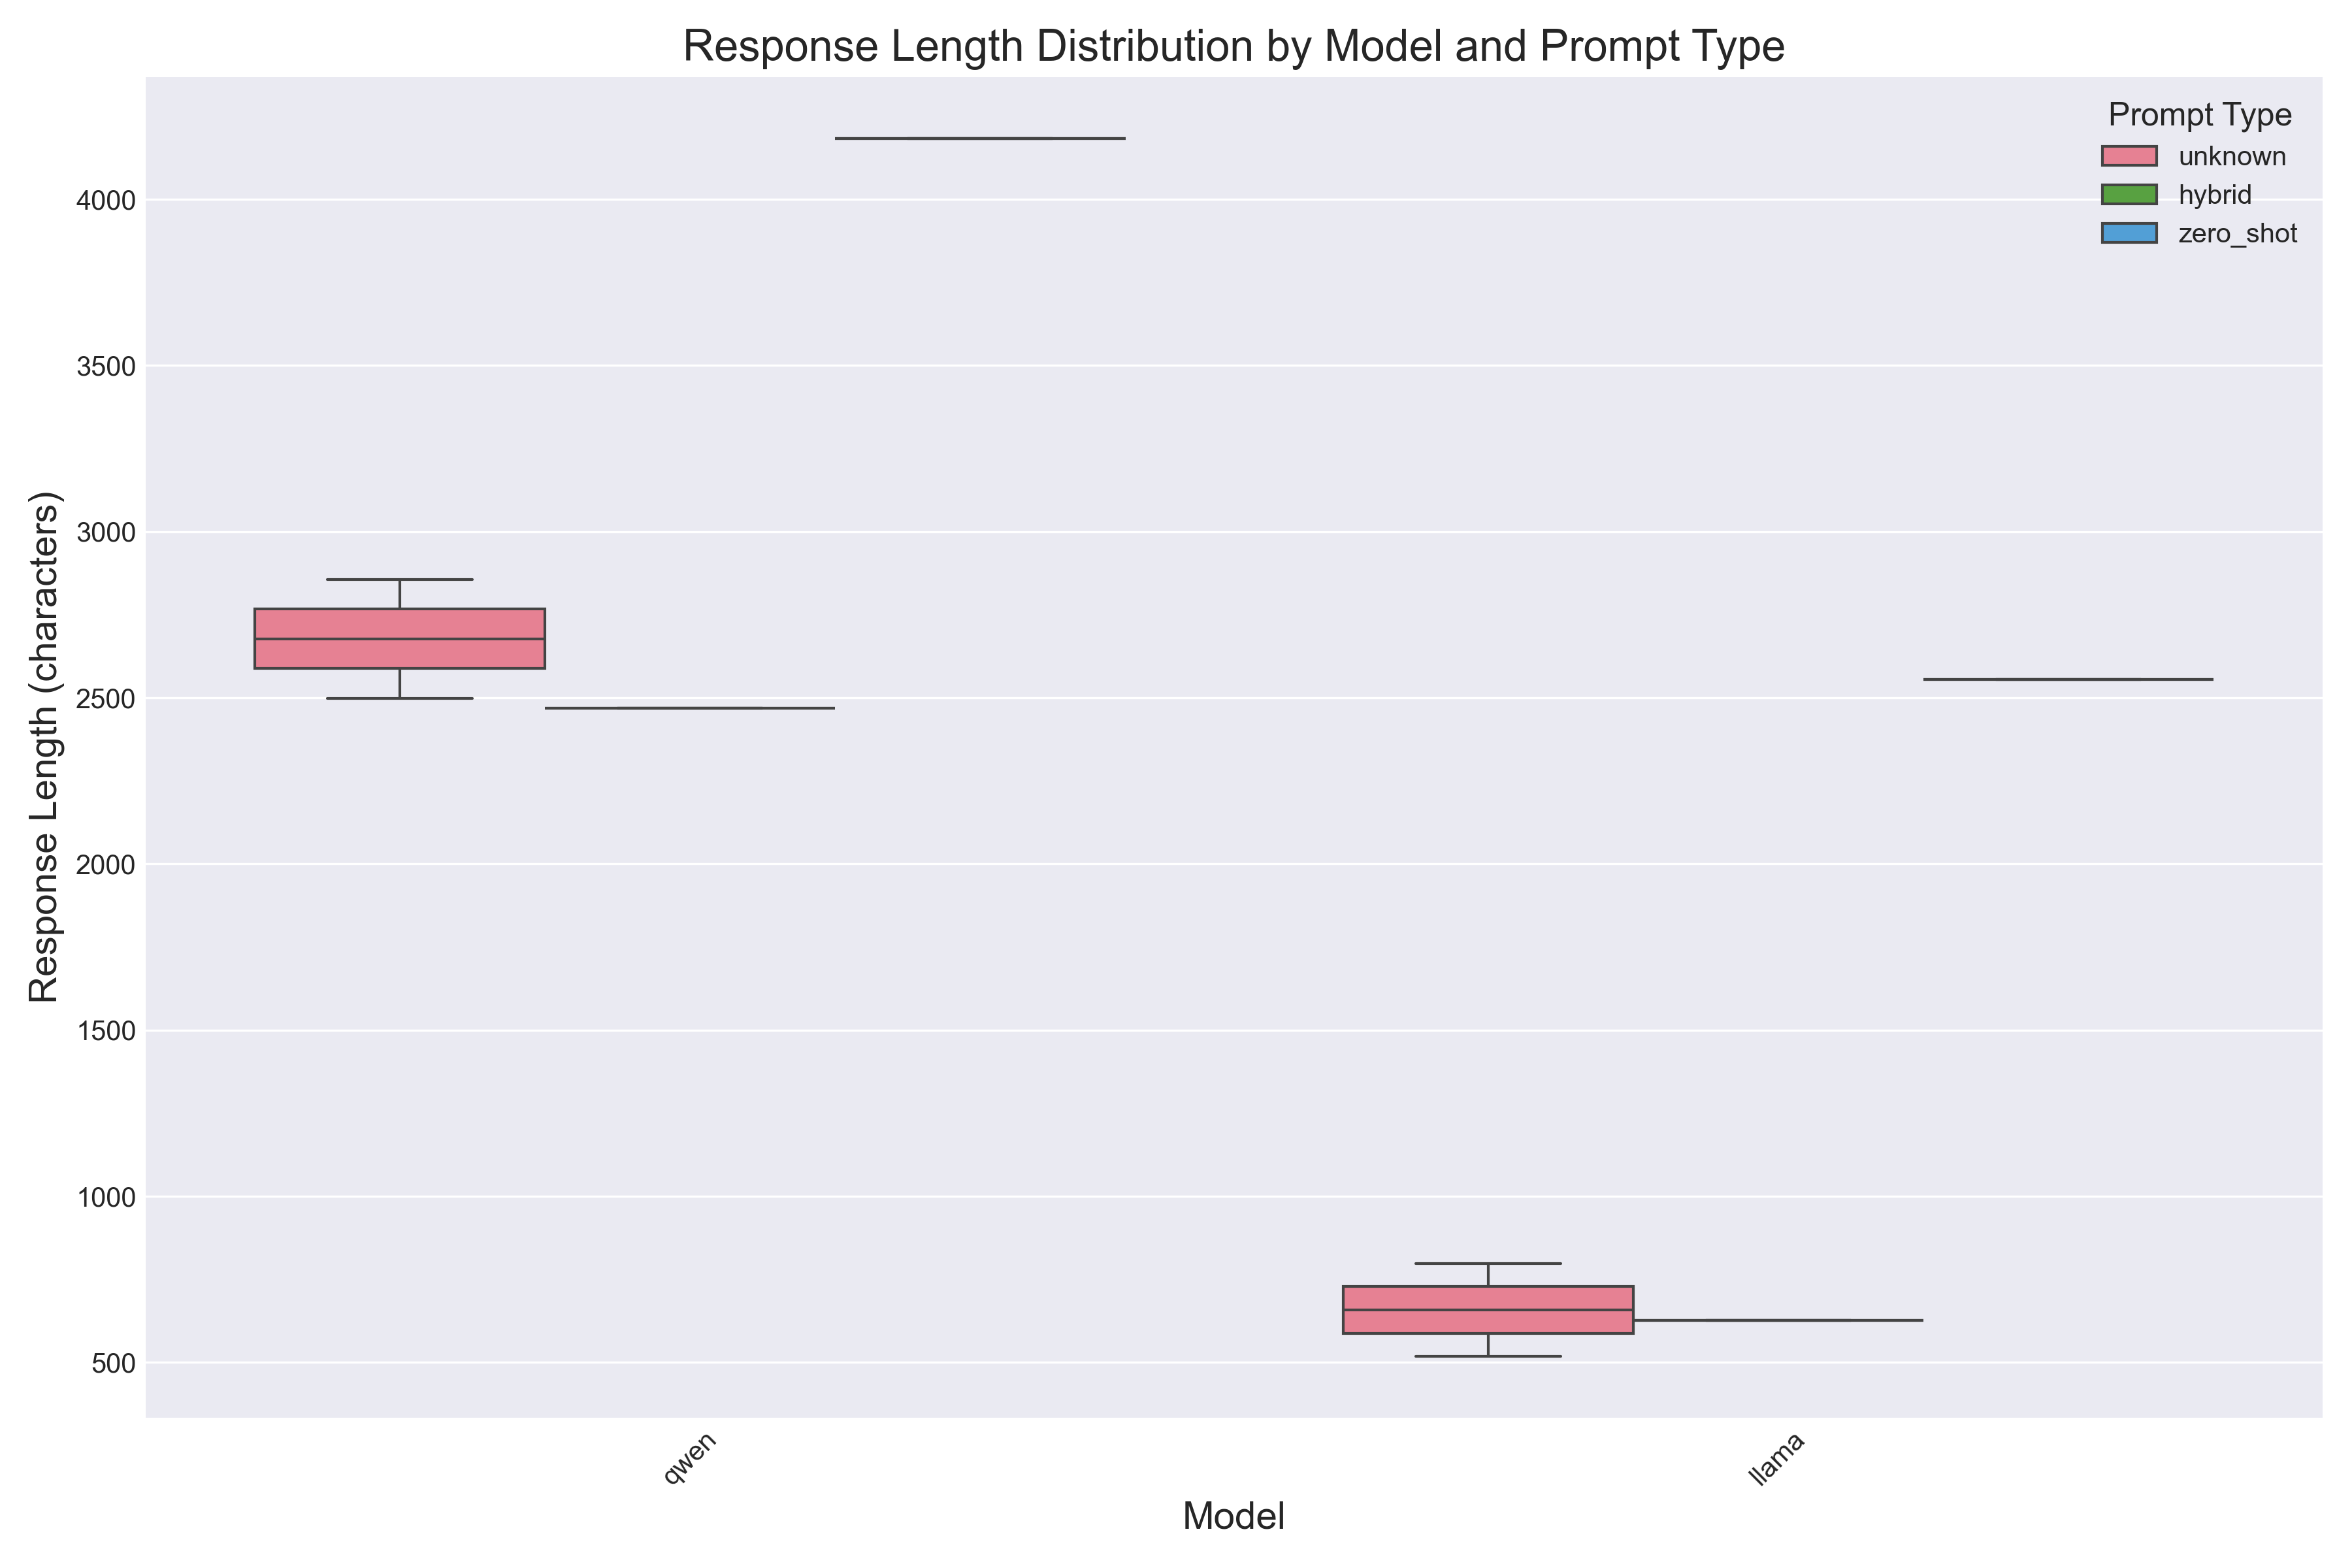 Response Length Distribution by Model and Prompt Type
Prompt Type
unknown
hybrid
zero_shot
Response Length (characters)
4000
3500
3000
2500
2000
1500
1000
500
qwen
llama
Model